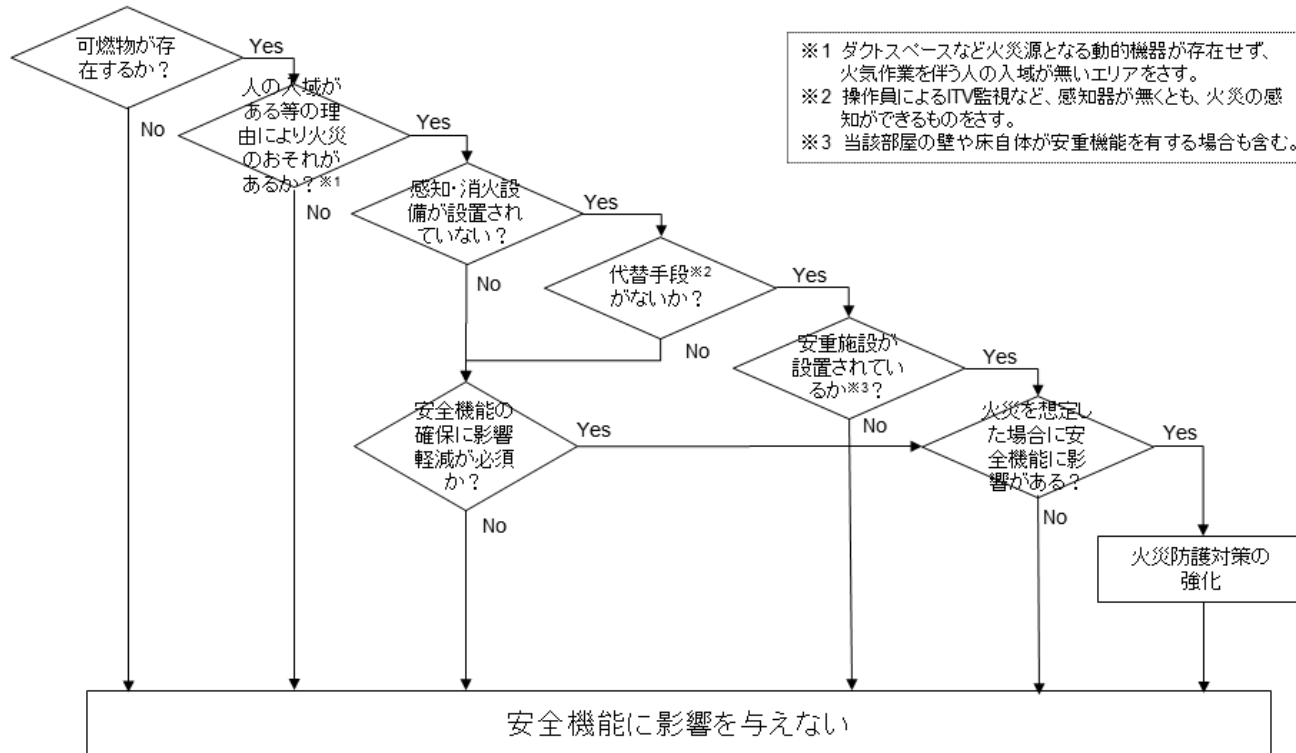 可燃物が存
在するか？
Yes
No
人の入域が
ある等の理
由により火災
のおそれが
あるか？※1
Yes
No
感知・消火設
備が設置され
ていない？
Yes
No
代替手段※2
がないか？
Yes
No
安重施設が
設置されてい
るか※3？
Yes
No
安全機能の
確保に影響
軽減が必須
か？
Yes
No
火災を想定し
た場合に安
全機能に影
響がある？
Yes
No
火災防護対策の
強化
安全機能に影響を与えない
※1 ダクトスペースなど火災源となる動的機器が存在せず、
火気作業を伴う人の入域が無いエリアをさす。
※2 操作員によるITV監視など、感知器が無くとも、火災の感
知ができるものをさす。
※3 当該部屋の壁や床自体が安重機能を有する場合も含む。